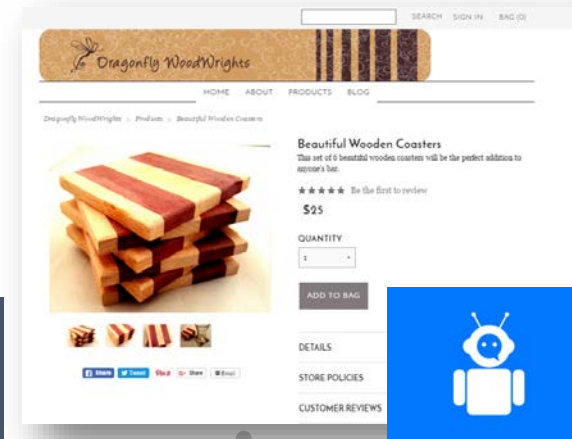 SEARCH SIGN IN BAG (0)
Dragonfly WoodWrights
HOME ABOUT PRODUCTS BLOG
Dragonfly WoodWrights > Products > Beautiful Wooden Coasters
Beautiful Wooden Coasters
This set of 6 beautiful wooden coasters will be the perfect addition to
anyone's bar.
★★★★★ Be the first to review
$25
QUANTITY
1
ADD TO BAG
DETAILS
STORE POLICIES
CUSTOMER REVIEWS
Share Tweet Pin it Share Email